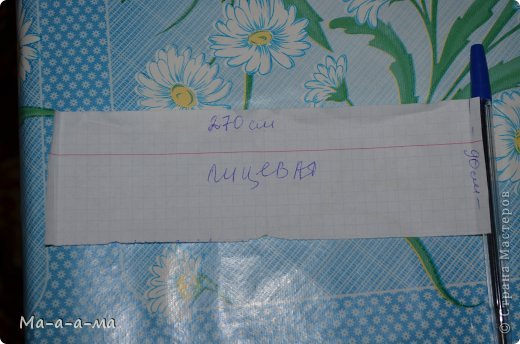 270 см
лицевая
- 90 см -
Ма-а-а-ма
© Страна Мастеров